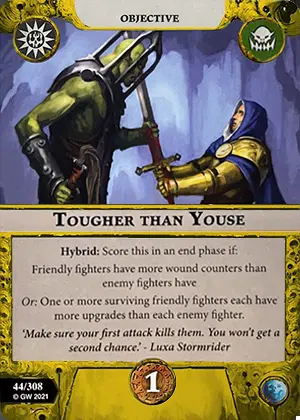 OBJECTIVE
TOUGHER THAN YOUSE
Hybrid: Score this in an end phase if:
Friendly fighters have more wound counters than
enemy fighters have
Or: One or more surviving friendly fighters each have
more upgrades than each enemy fighter.
'Make sure your first attack kills them. You won't get a
second chance.' - Luxa Stormrider
44/308
© GW 2021
1